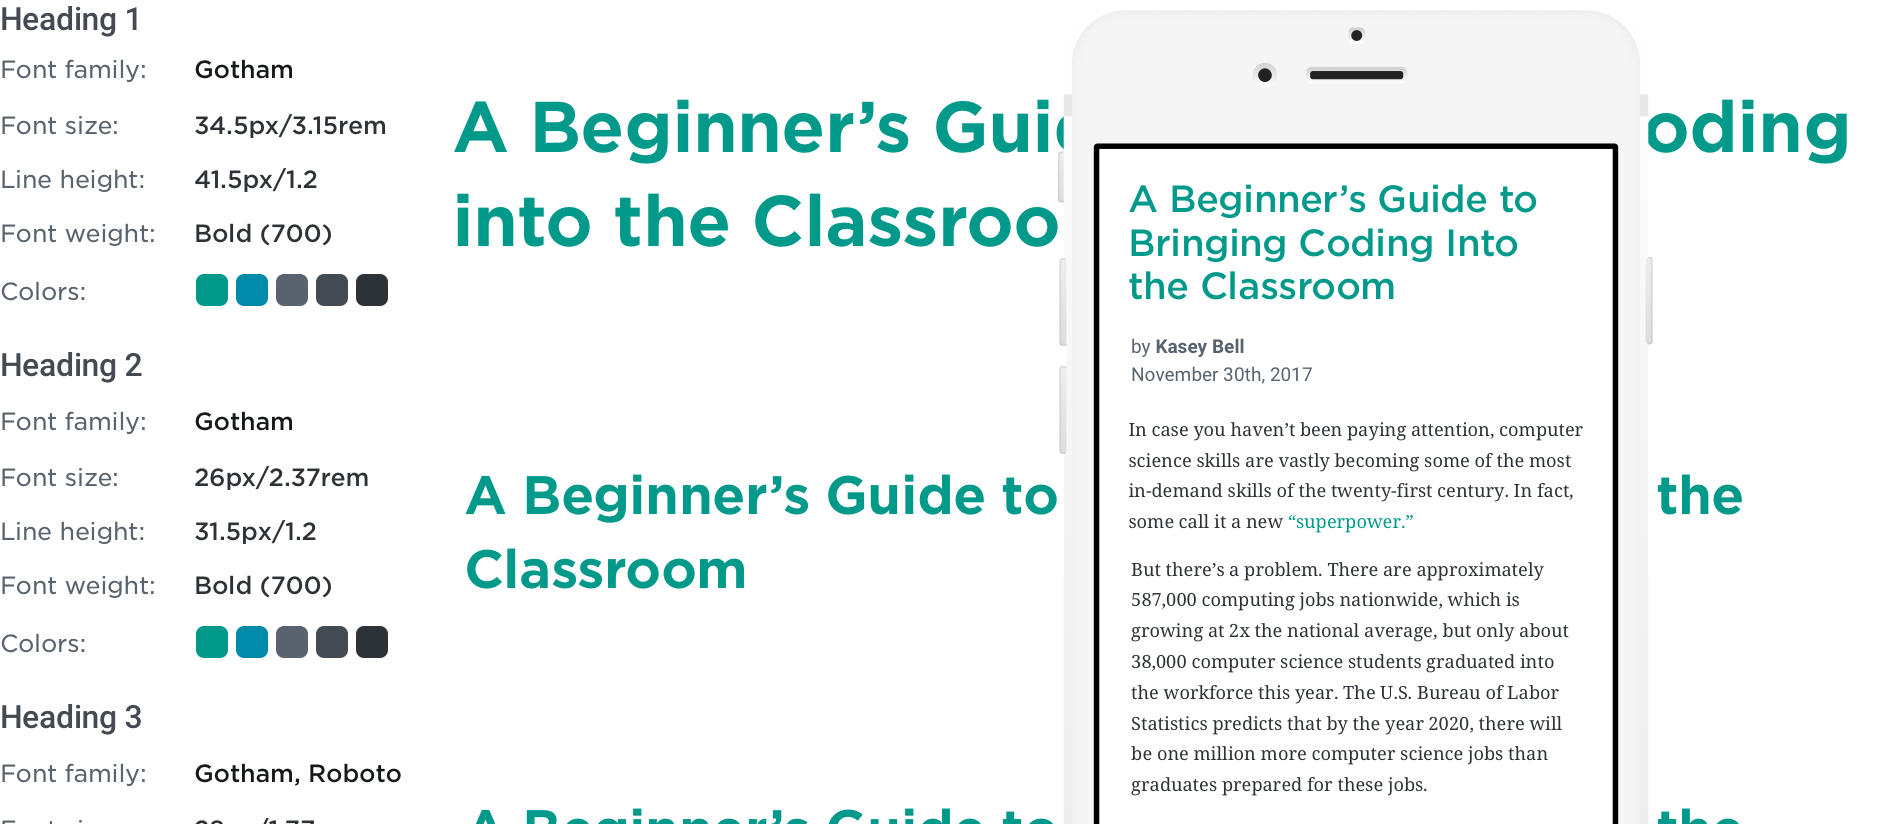 Heading 1
Font family: Gotham
Font size: 34.5px/3.15rem
Line height: 41.5px/1.2
Font weight: Bold (700)
Colors:
Heading 2
Font family: Gotham
Font size: 26px/2.37rem
Line height: 31.5px/1.2
Font weight: Bold (700)
Colors:
Heading 3
Font family: Gotham, Roboto
A Beginner’s Guid oding
into the Classroo
A Beginner’s Guide to the
Classroom
A Beginner’s Guide to the
A Beginner’s Guide to
Bringing Coding Into
the Classroom
by Kasey Bell
November 30th, 2017
In case you haven’t been paying attention, computer
science skills are vastly becoming some of the most
in-demand skills of the twenty-first century. In fact,
some call it a new “superpower.”
But there’s a problem. There are approximately
587,000 computing jobs nationwide, which is
growing at 2x the national average, but only about
38,000 computer science students graduated into
the workforce this year. The U.S. Bureau of Labor
Statistics predicts that by the year 2020, there will
be one million more computer science jobs than
graduates prepared for these jobs.